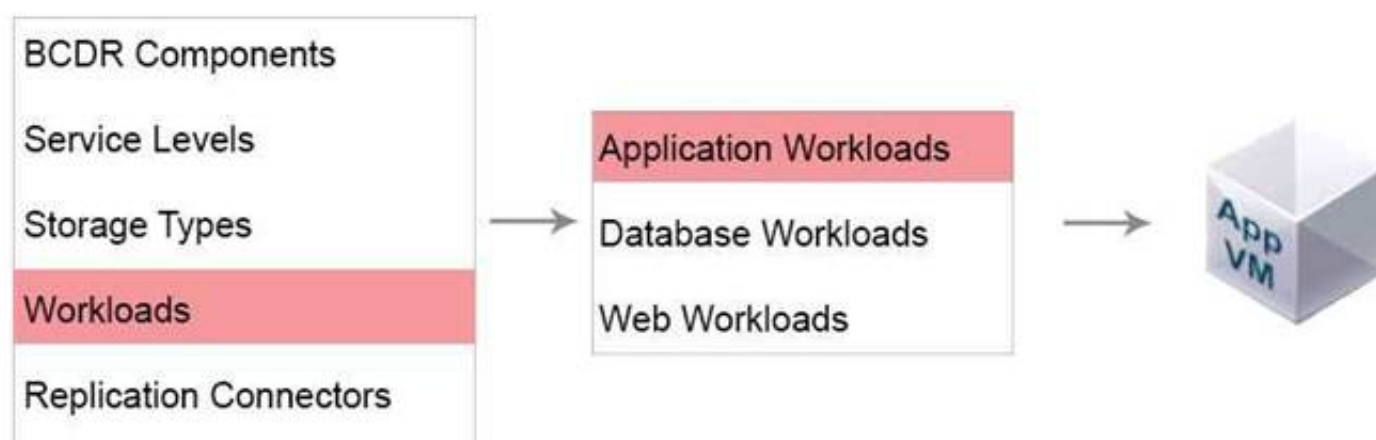 BCDR Components
Service Levels
Storage Types
Workloads
Replication Connectors
Application Workloads
Database Workloads
Web Workloads
App
VM